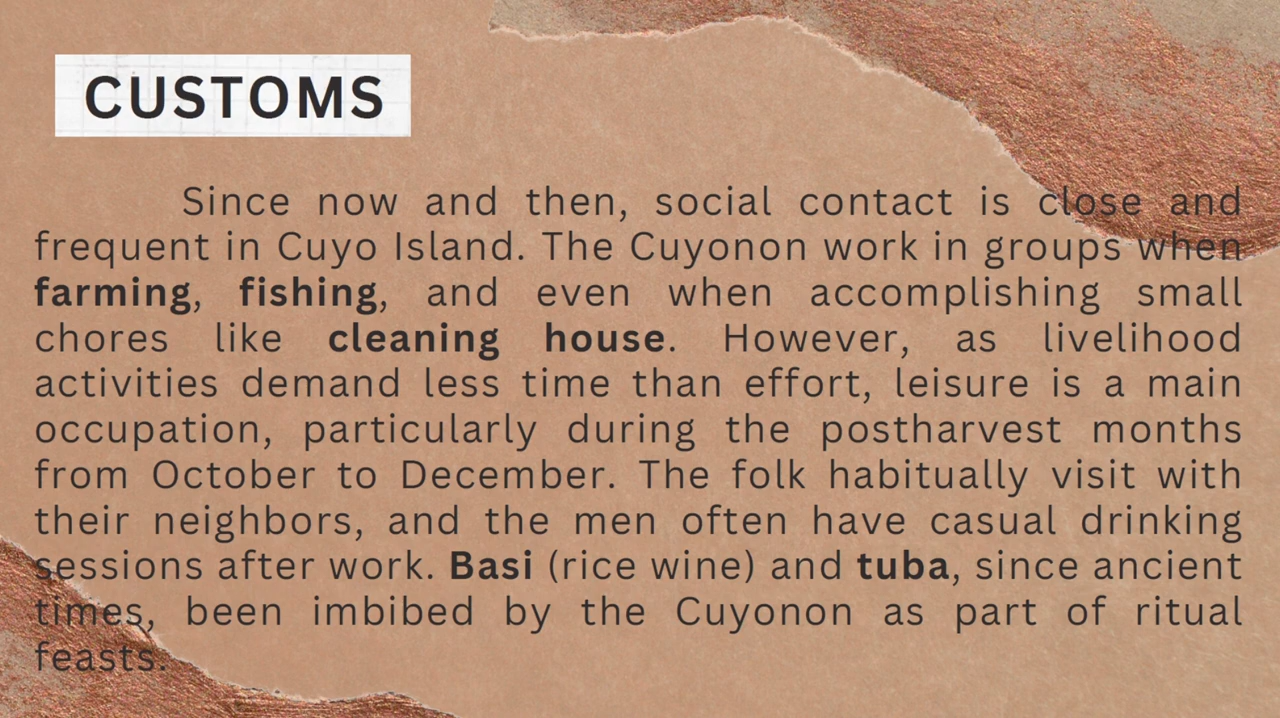 CUSTOMS
Since now and then, social contact is close and
frequent in Cuyo Island. The Cuyonon work in groups when
farming, fishing, and even when accomplishing small
chores like cleaning house. However, as livelihood
activities demand less time than effort, leisure is a main
occupation, particularly during the postharvest months
from October to December. The folk habitually visit with
their neighbors, and the men often have casual drinking
sessions after work. Basi (rice wine) and tuba, since ancient
times, been imbibed by the Cuyonon as part of ritual
feasts.